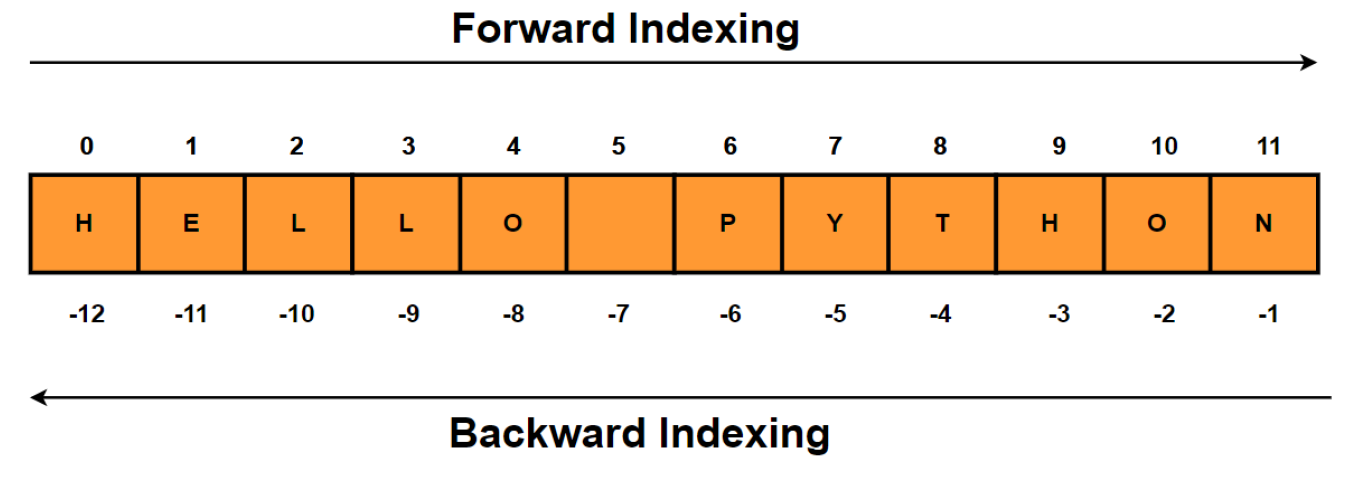 Forward Indexing
0 1 2 3 4 5 6 7 8 9 10 11
H E L L O P Y T H O N
-12 -11 -10 -9 -8 -7 -6 -5 -4 -3 -2 -1
Backward Indexing